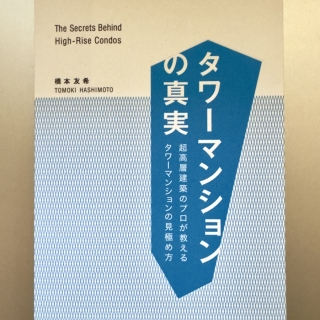 The Secrets Behind
High-Rise Condos
橋本友希
TOMOKI HASHIMOTO
タワーマンション
の真実
超高層建築のプロが教える
タワーマンションの見極め方